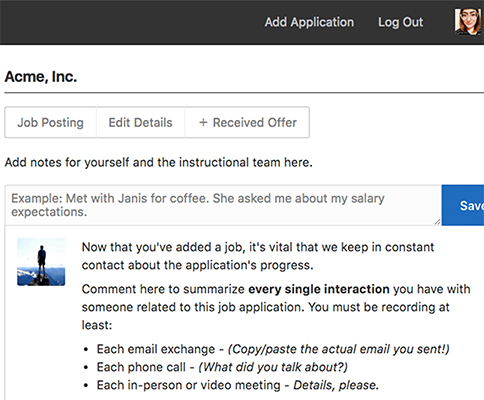 Add Application Log Out
Acme, Inc.
Job Posting Edit Details + Received Offer
Add notes for yourself and the instructional team here.
Example: Met with Janis for coffee. She asked me about my salary
expectations.
Save
Now that you've added a job, it's vital that we keep in constant
contact about the application's progress.
Comment here to summarize every single interaction you have with
someone related to this job application. You must be recording at
least:
• Each email exchange - (Copy/paste the actual email you sent!)
• Each phone call - (What did you talk about?)
• Each in-person or video meeting - Details, please.